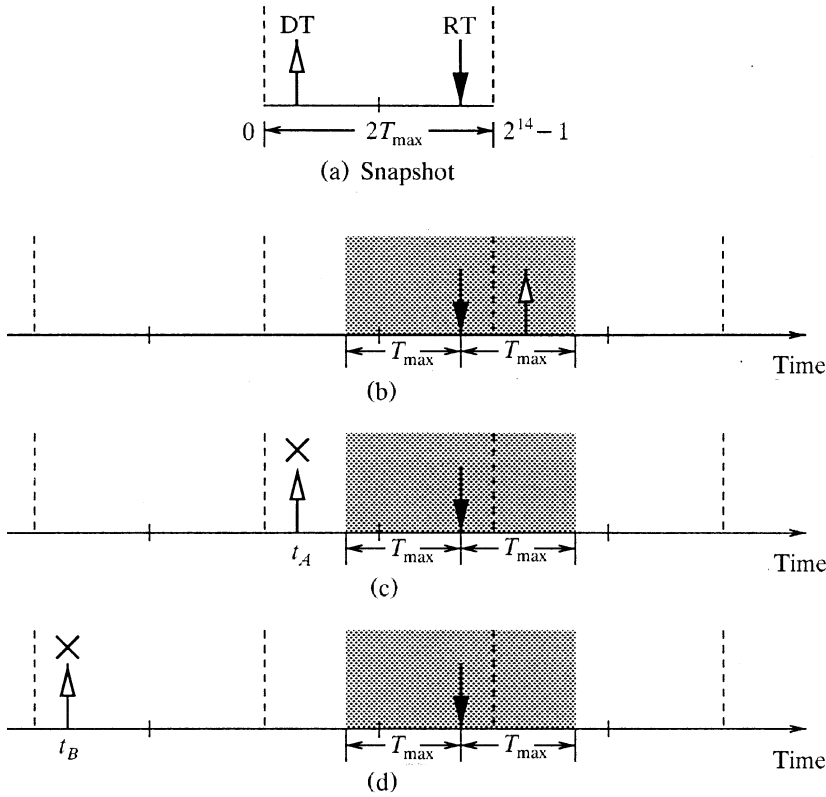 DT RT
0 2T_max 2^14 − 1
(a) Snapshot
T_max T_max
Time
(b)
t_A T_max T_max
Time
(c)
t_B T_max T_max
Time
(d)